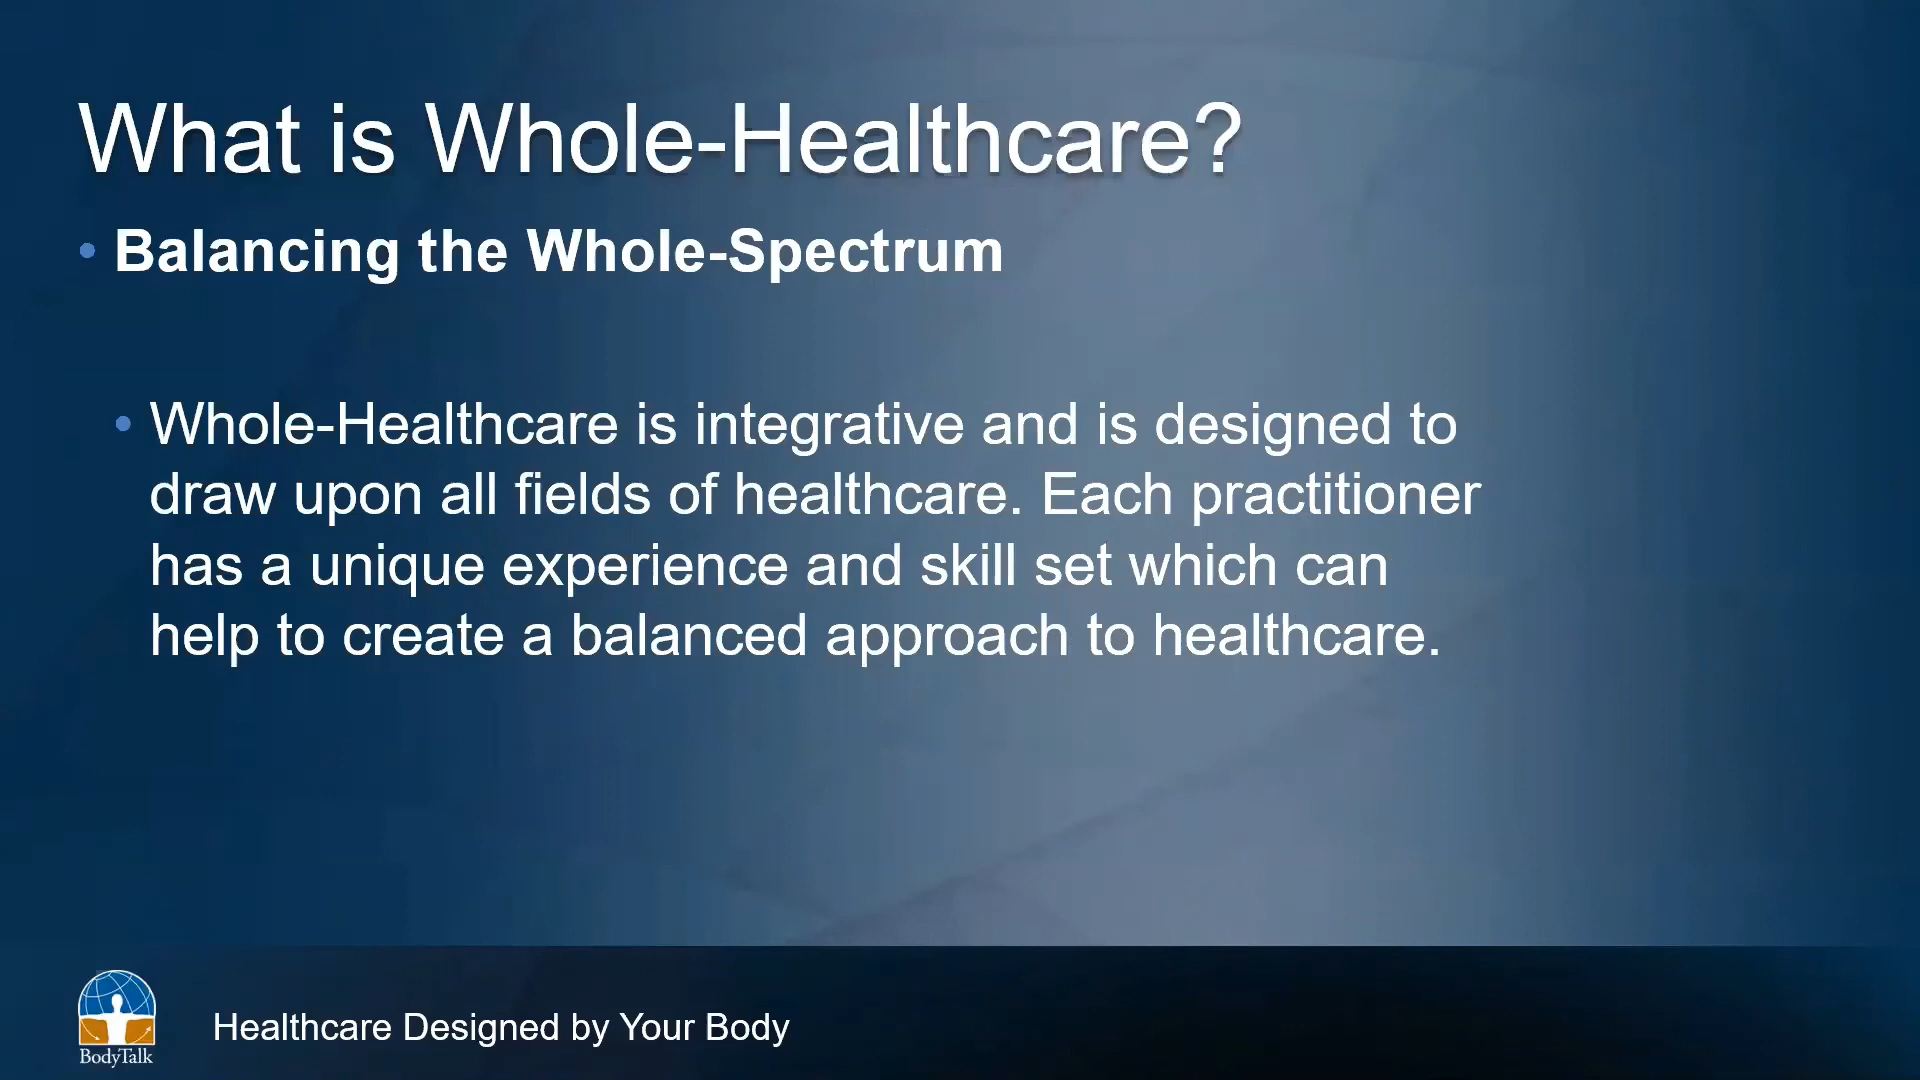 What is Whole-Healthcare?
• Balancing the Whole-Spectrum
• Whole-Healthcare is integrative and is designed to
draw upon all fields of healthcare. Each practitioner
has a unique experience and skill set which can
help to create a balanced approach to healthcare.
BodyTalk
Healthcare Designed by Your Body